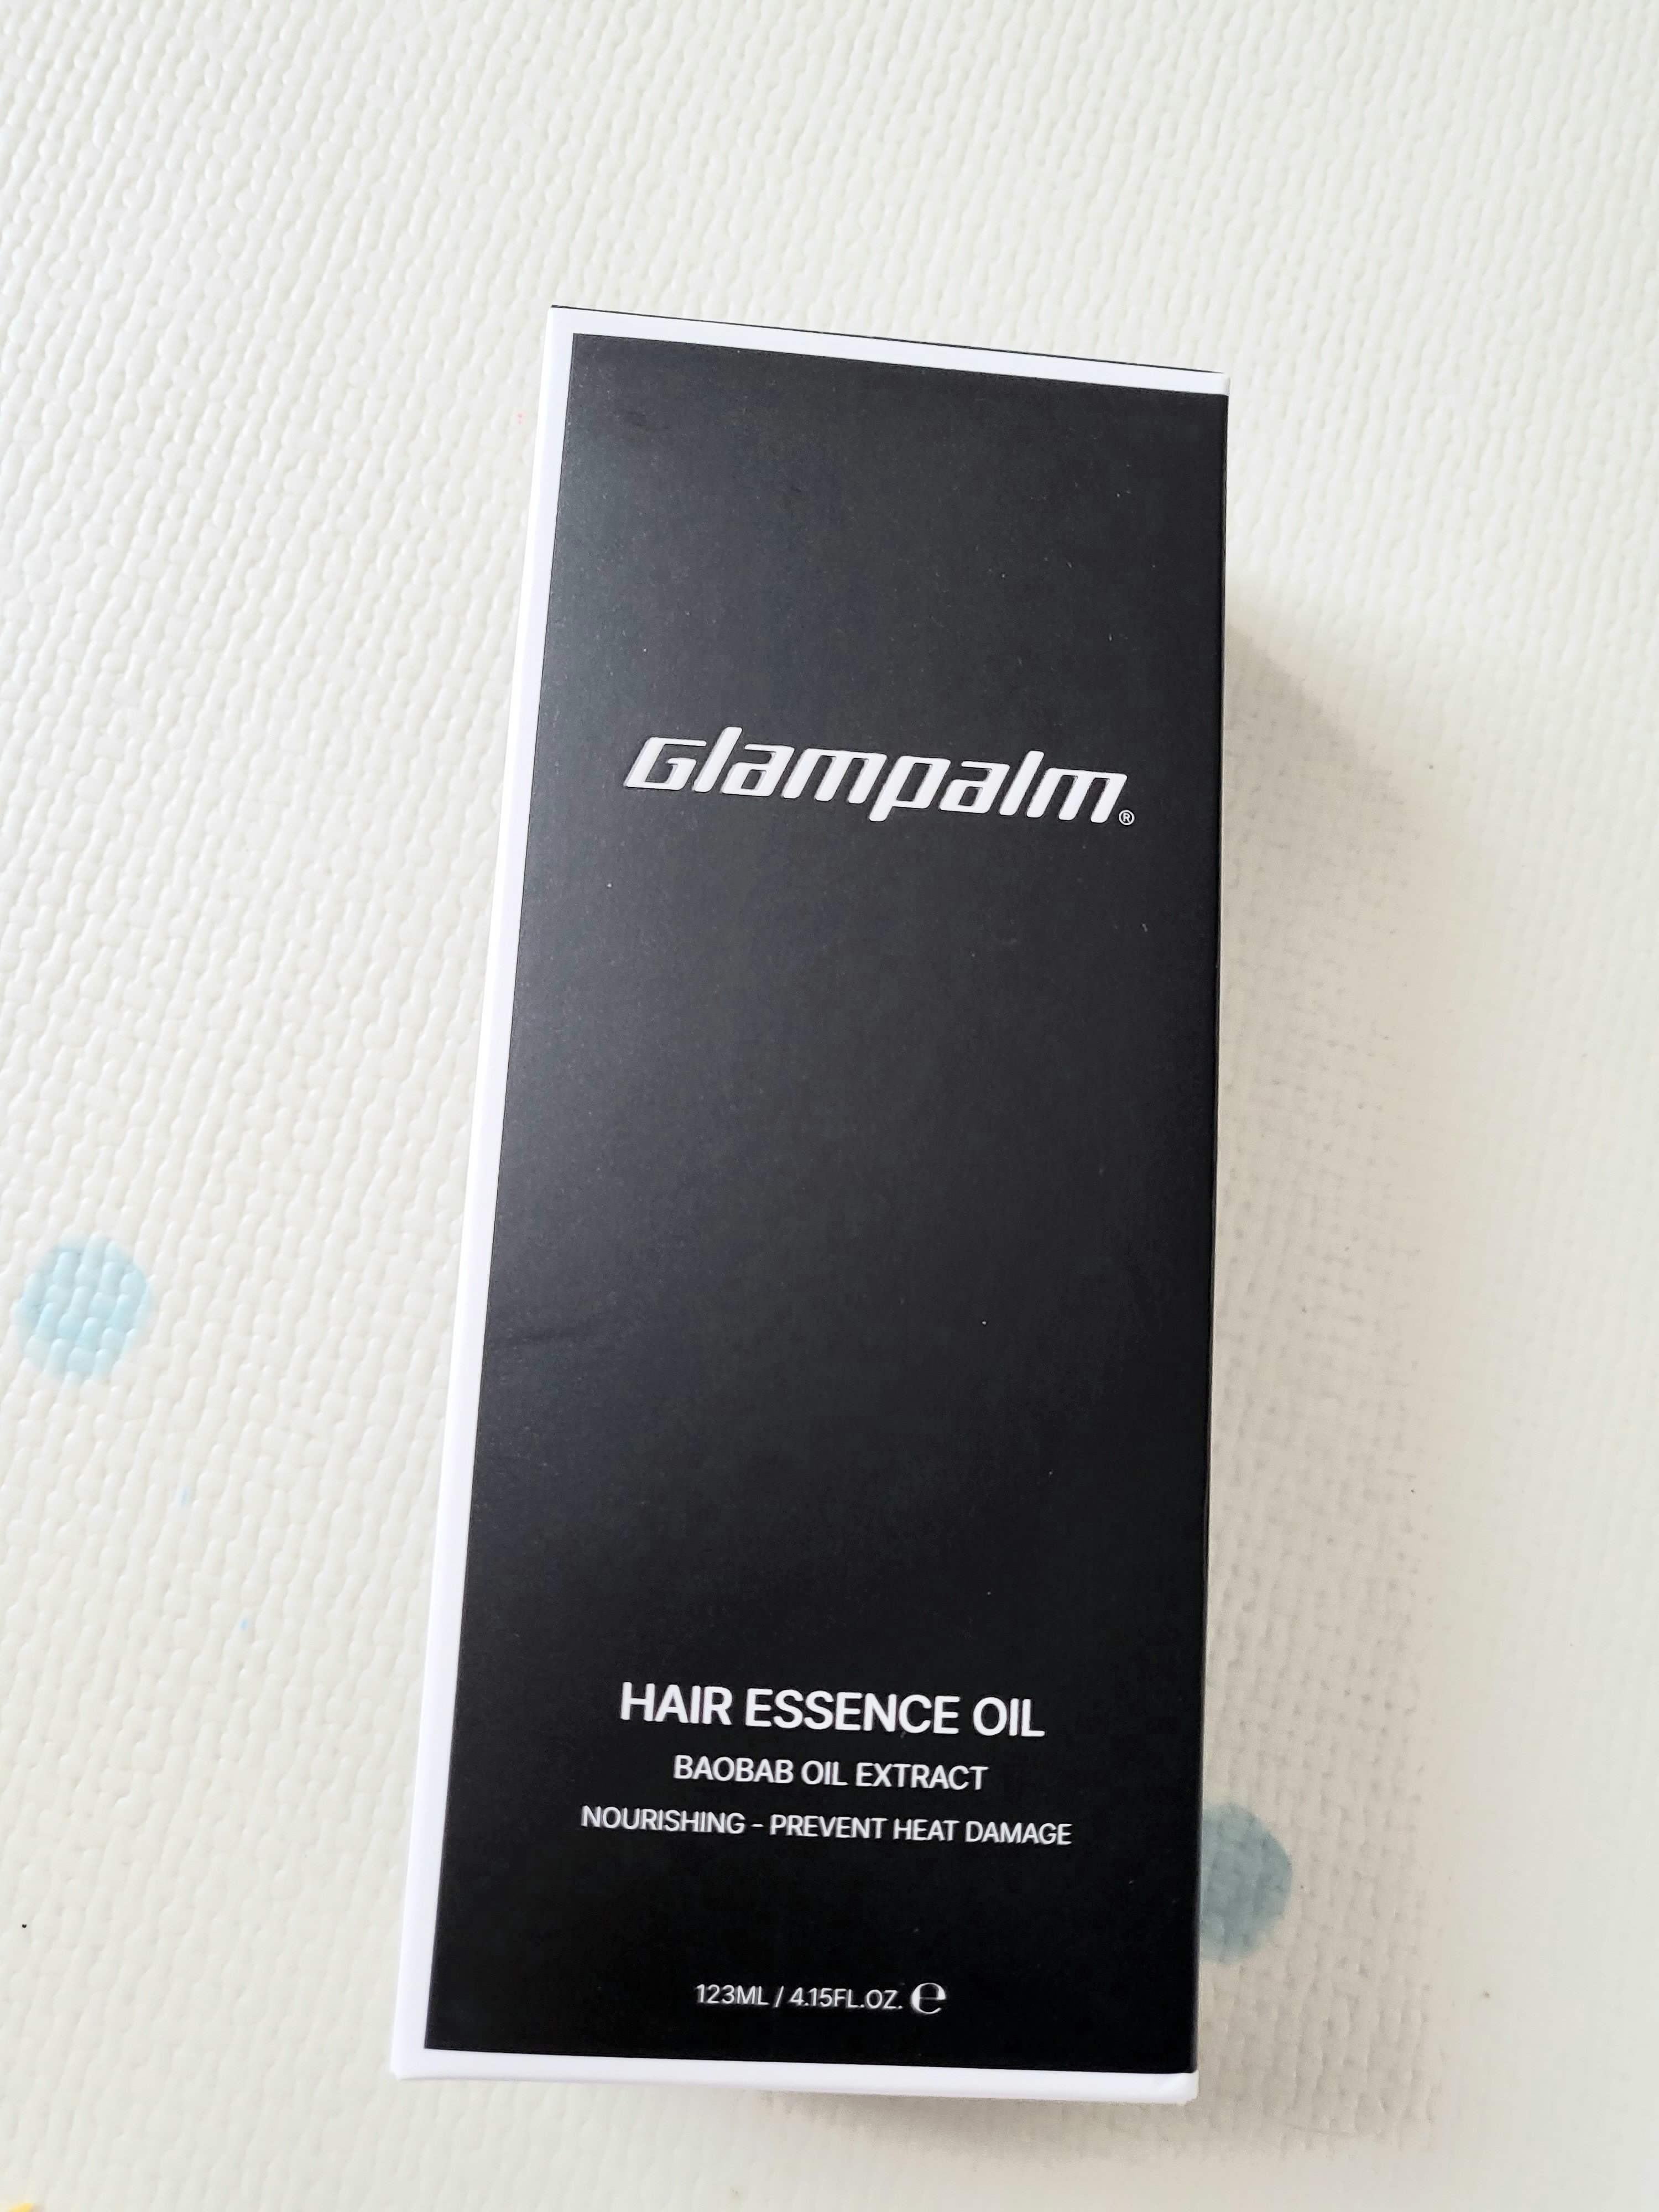 Glampalm®
HAIR ESSENCE OIL
BAOBAB OIL EXTRACT
NOURISHING - PREVENT HEAT DAMAGE
123ML / 4.15FL.OZ. ℮